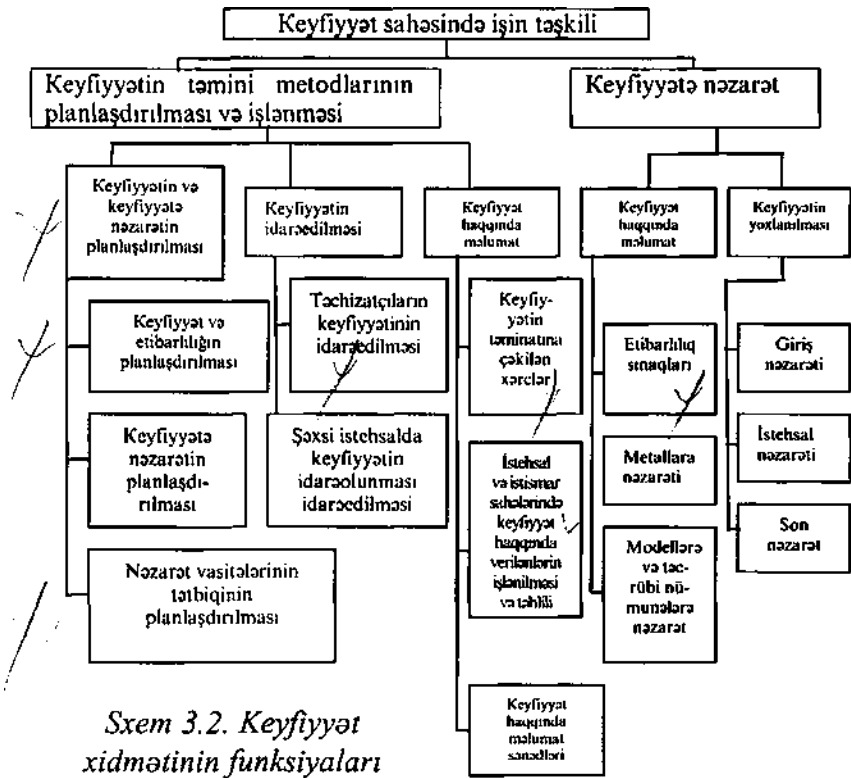 Keyfiyyət sahəsində işin təşkili
Keyfiyyətin təmini metodlarının
planlaşdırılması və işlənməsi
Keyfiyyətə nəzarət
Keyfiyyətin və
keyfiyyətə
nəzarətin
planlaşdırılması
Keyfiyyətin
idarəedilməsi
Keyfiyyət
haqqında
məlumat
Keyfiyyət
haqqında
məlumat
Keyfiyyətin
yoxlanılması
Keyfiyyət və
etibarlılığın
planlaşdırılması
Təchizatçıların
keyfiyyətinin
idarəedilməsi
Keyfiy-
yətin
təminatına
çəkilən
xərclər
Etibarlılıq
sınaqları
Giriş
nəzarəti
Keyfiyyətə
nəzarətin
planlaşdı-
rılması
Şəxsi istehsalda
keyfiyyətin
idarəolunması
idarəedilməsi
İstehsal
və istismar
sahələrində
keyfiyyət
haqqında
verilənlərin
işlənilməsi
və təhlili
Metallara
nəzarəti
İstehsal
nəzarəti
Modellərə
və təc-
rübi nü-
munələrə
nəzarət
Son
nəzarət
Nəzarət vasitələrinin
tətbiqinin
planlaşdırılması
Keyfiyyət
haqqında
məlumat
sənədləri
Sxem 3.2. Keyfiyyət
xidmətinin funksiyaları